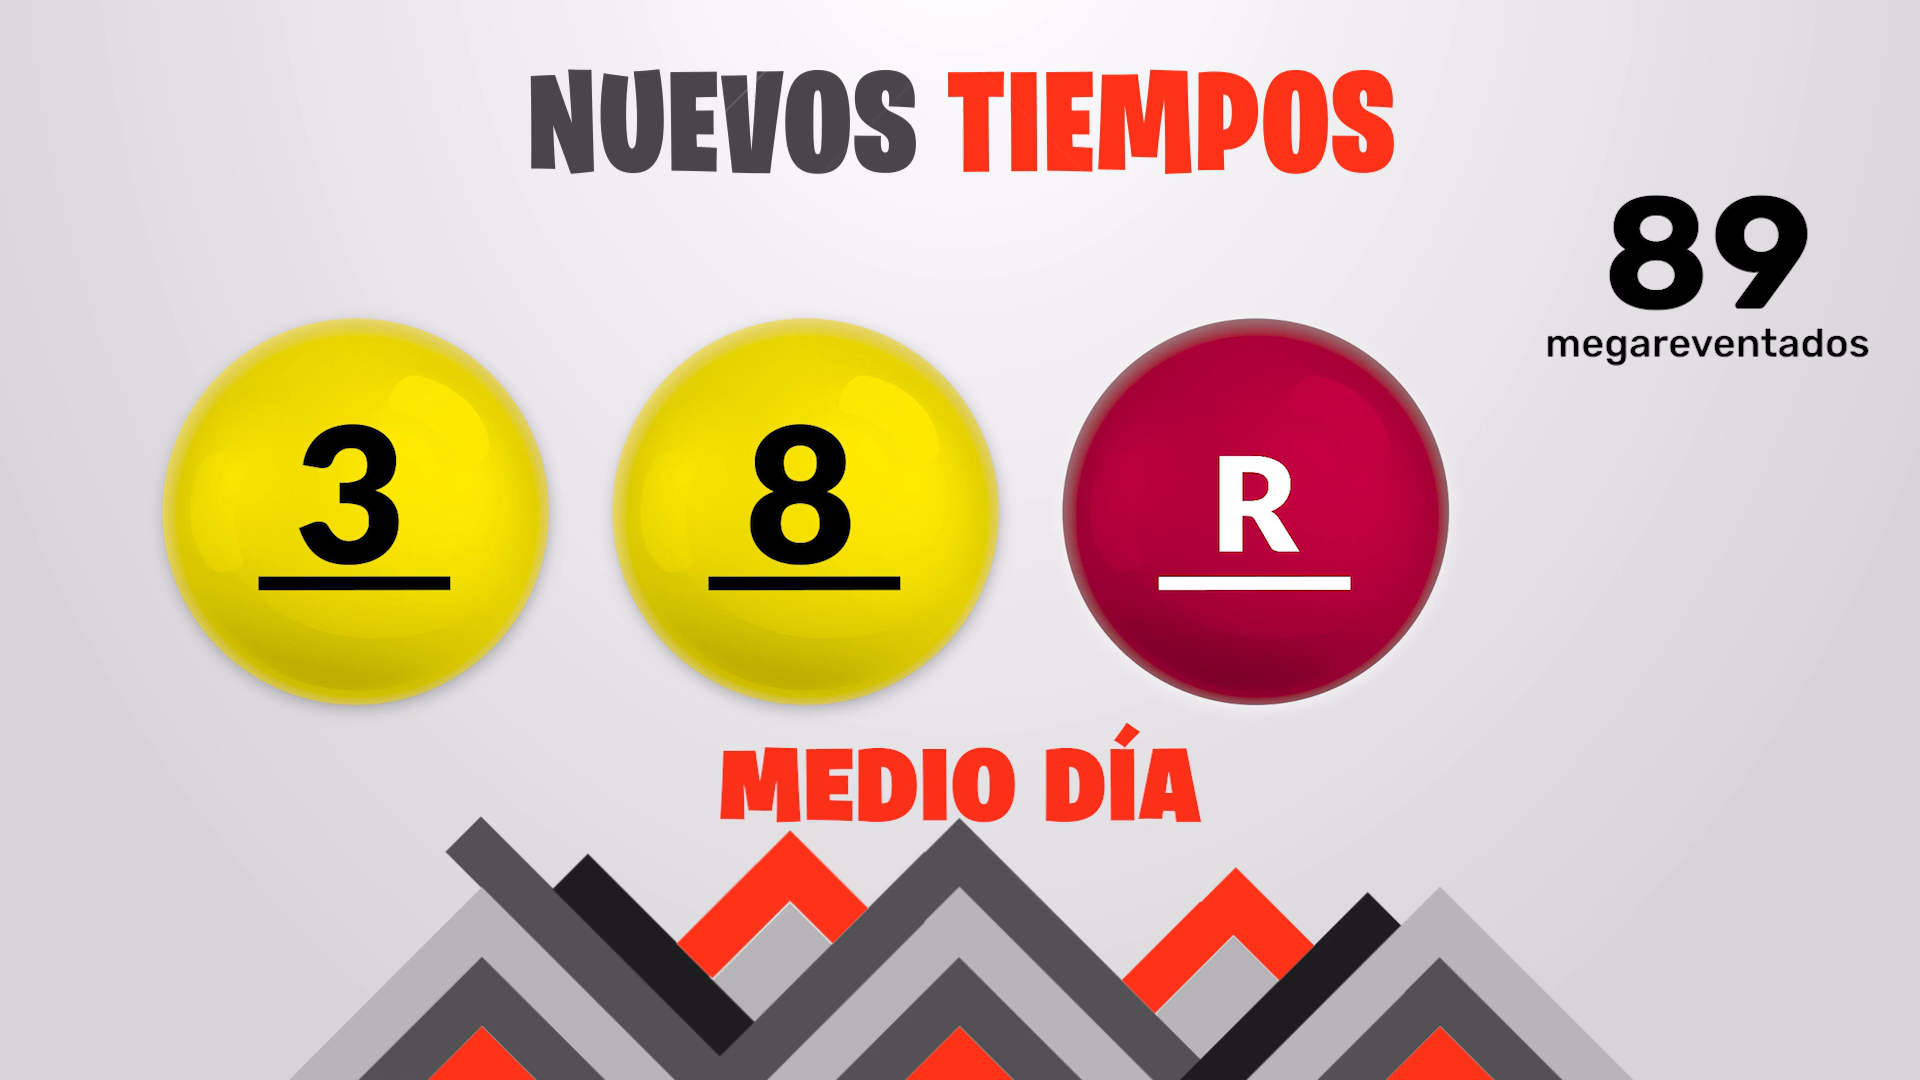 NUEVOS TIEMPOS
89
megareventados
3 8 R
MEDIO DÍA